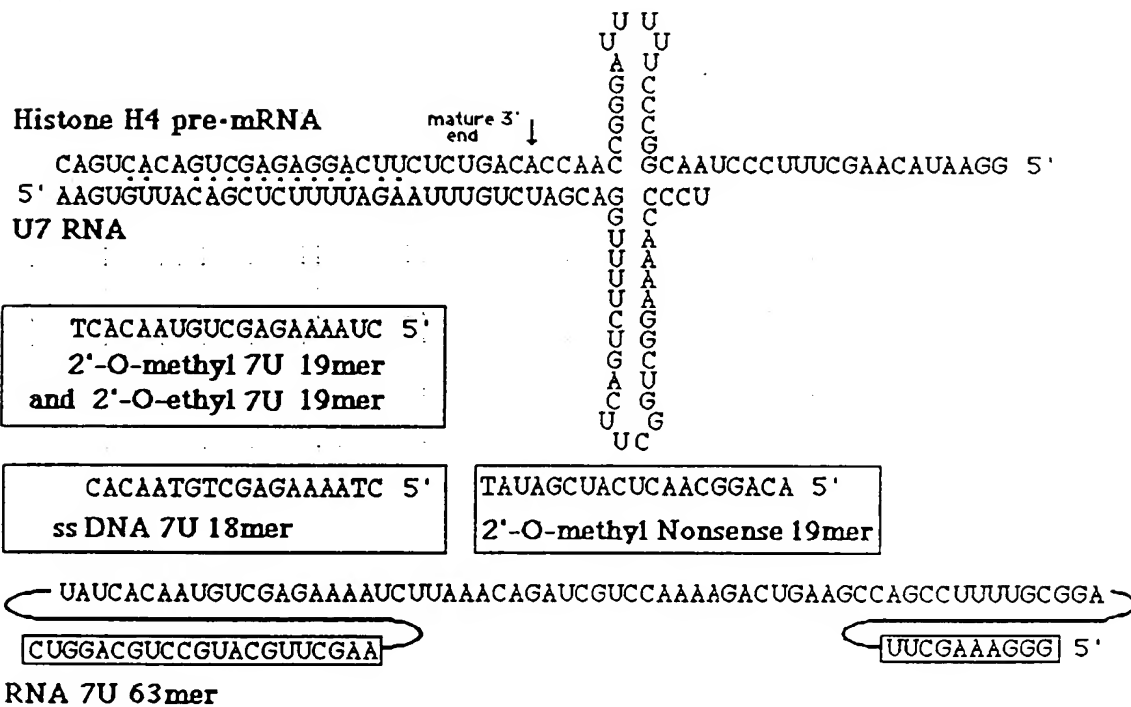 U U
U U
A U
G C
G C
G C
C G
C G
Histone H4 pre-mRNA
mature 3' end ↓
CAGUCACAGUCGAGAGGACUUCUCUGACACCAAC GCAAUCCCUUUCGAACAUAAGG 5'
5' AAGUGUUACAGCUCUUUUAGAAUUUGUCUAGCAG CCCU
U7 RNA
G C
U A
U A
U A
U A
C G
U G
G C
A U
C G
U G
U C
TCACAAUGUCGAGAAAAUC 5'
2'-O-methyl 7U 19mer
and 2'-O-ethyl 7U 19mer
CACAATGTCGAGAAAATC 5'
ss DNA 7U 18mer
TAUAGCUACUCAACGGACA 5'
2'-O-methyl Nonsense 19mer
UAUCACAAUGUCGAGAAAAUCUUAAACAGAUCGUCCAAAAGACUGAAGCCAGCCUUUUGCGGA
CUGGACGUCCGUACGUUCGAA
UUCGAAAGGG 5'
RNA 7U 63mer